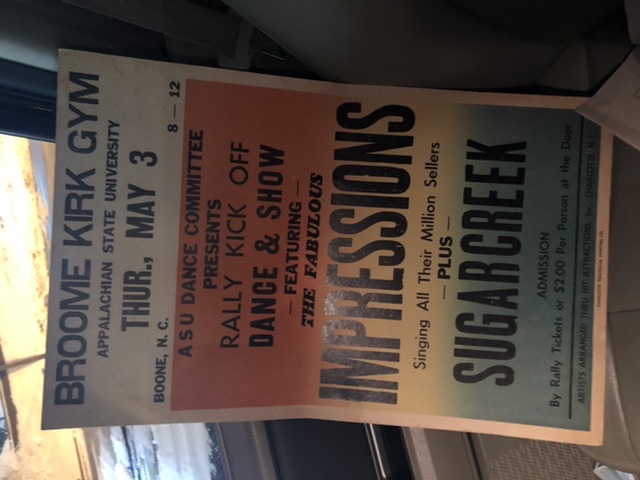 BROOME KIRK GYM
APPALACHIAN STATE UNIVERSITY
THUR., MAY 3
BOONE, N. C. 8 — 12
A S U DANCE COMMITTEE
PRESENTS
RALLY KICK OFF
DANCE & SHOW
— FEATURING —
THE FABULOUS
IMPRESSIONS
Singing All Their Million Sellers
— PLUS —
SUGARCREEK
ADMISSION
By Rally Tickets or $2.00 Per Person at the Door
ARTISTS ARRANGED THRU HIT ATTRACTIONS, Inc. CHARLOTTE, N. C.